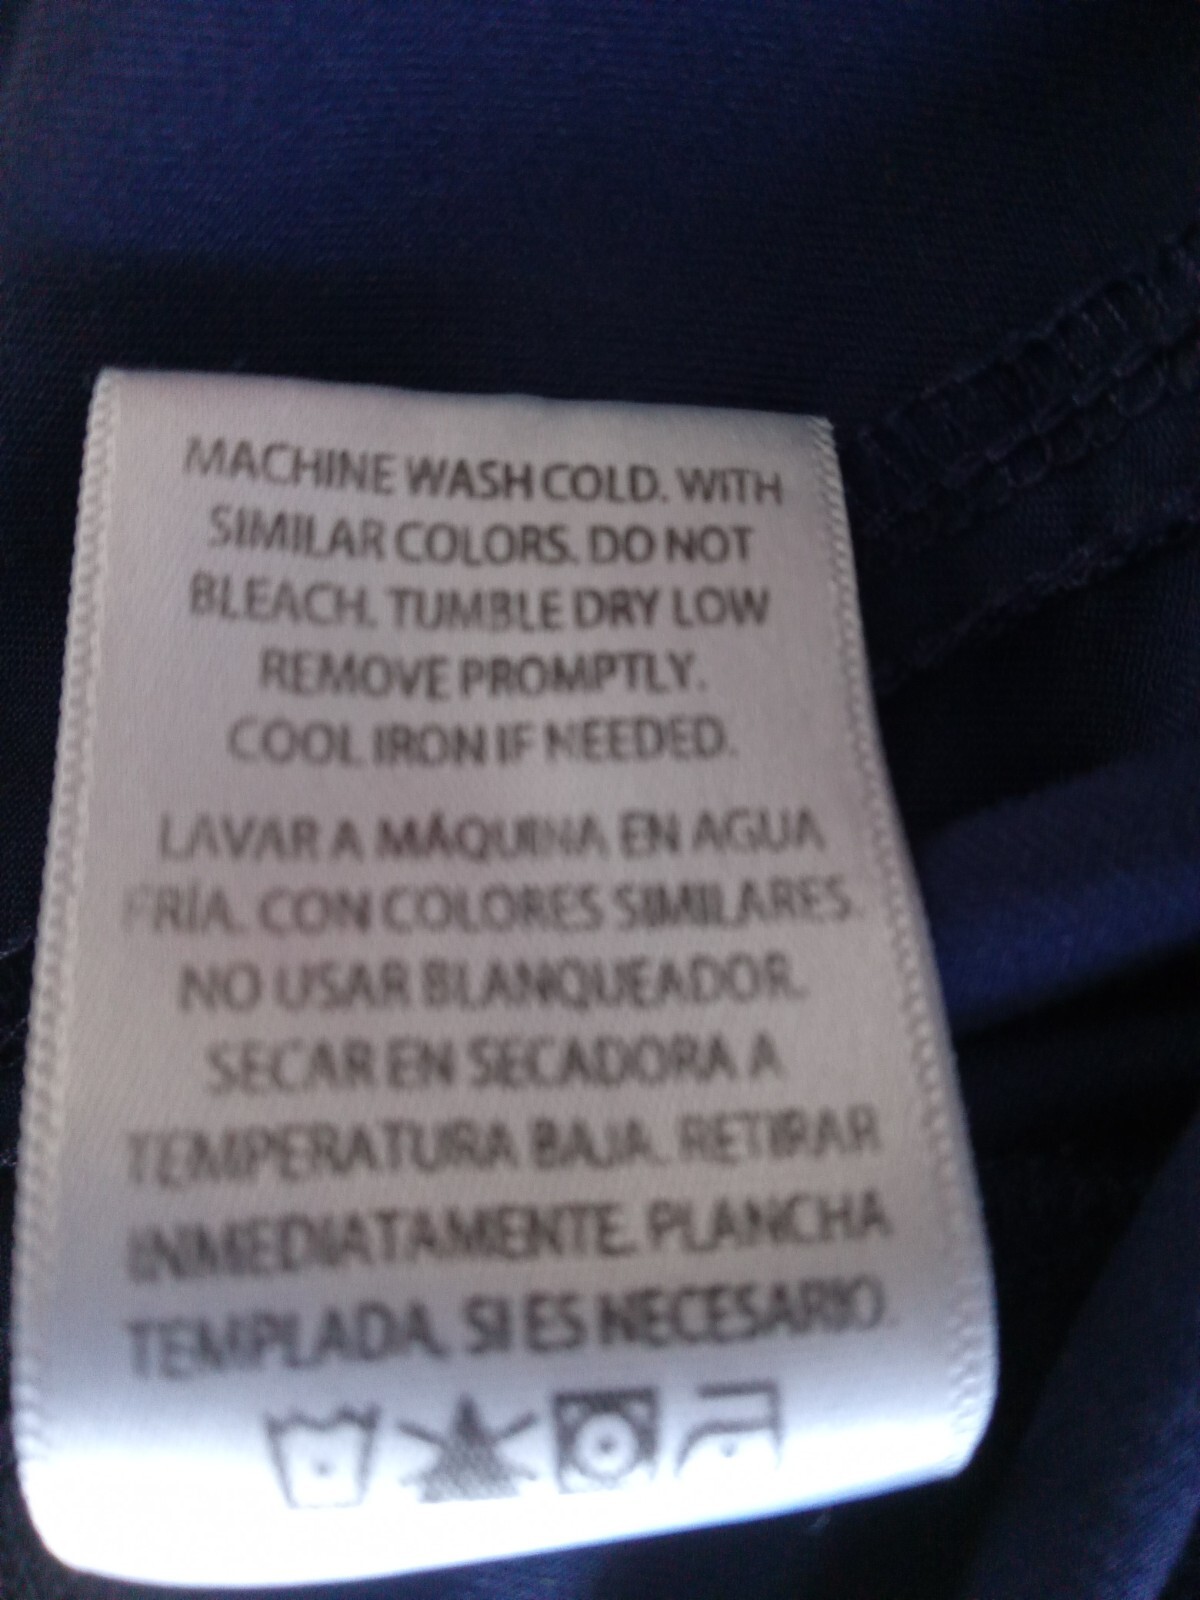 MACHINE WASH COLD. WITH
SIMILAR COLORS. DO NOT
BLEACH. TUMBLE DRY LOW
REMOVE PROMPTLY.
COOL IRON IF NEEDED.
LAVAR A MÁQUINA EN AGUA
FRÍA. CON COLORES SIMILARES.
NO USAR BLANQUEADOR.
SECAR EN SECADORA A
TEMPERATURA BAJA. RETIRAR
INMEDIATAMENTE. PLANCHA
TEMPLADA. SI ES NECESARIO.